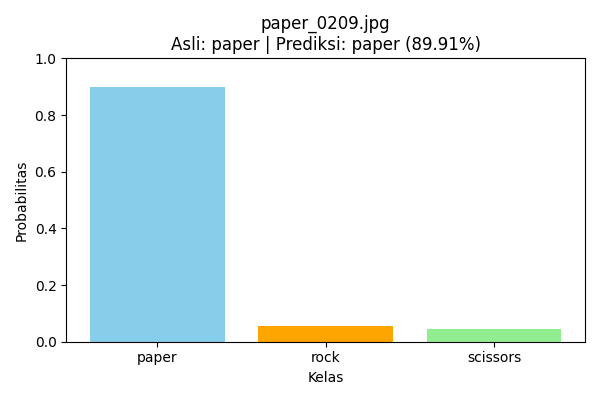 paper_0209.jpg
Asli: paper | Prediksi: paper (89.91%)
1.0
0.8
0.6
0.4
0.2
0.0
Probabilitas
paper rock scissors
Kelas